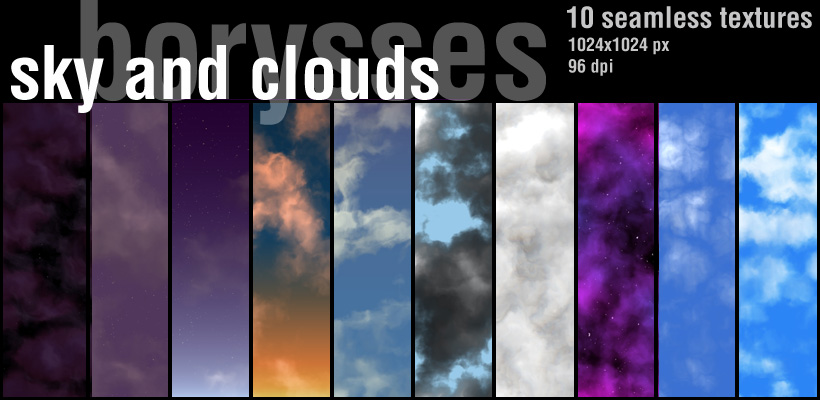 borysses
sky and clouds
10 seamless textures
1024x1024 px
96 dpi